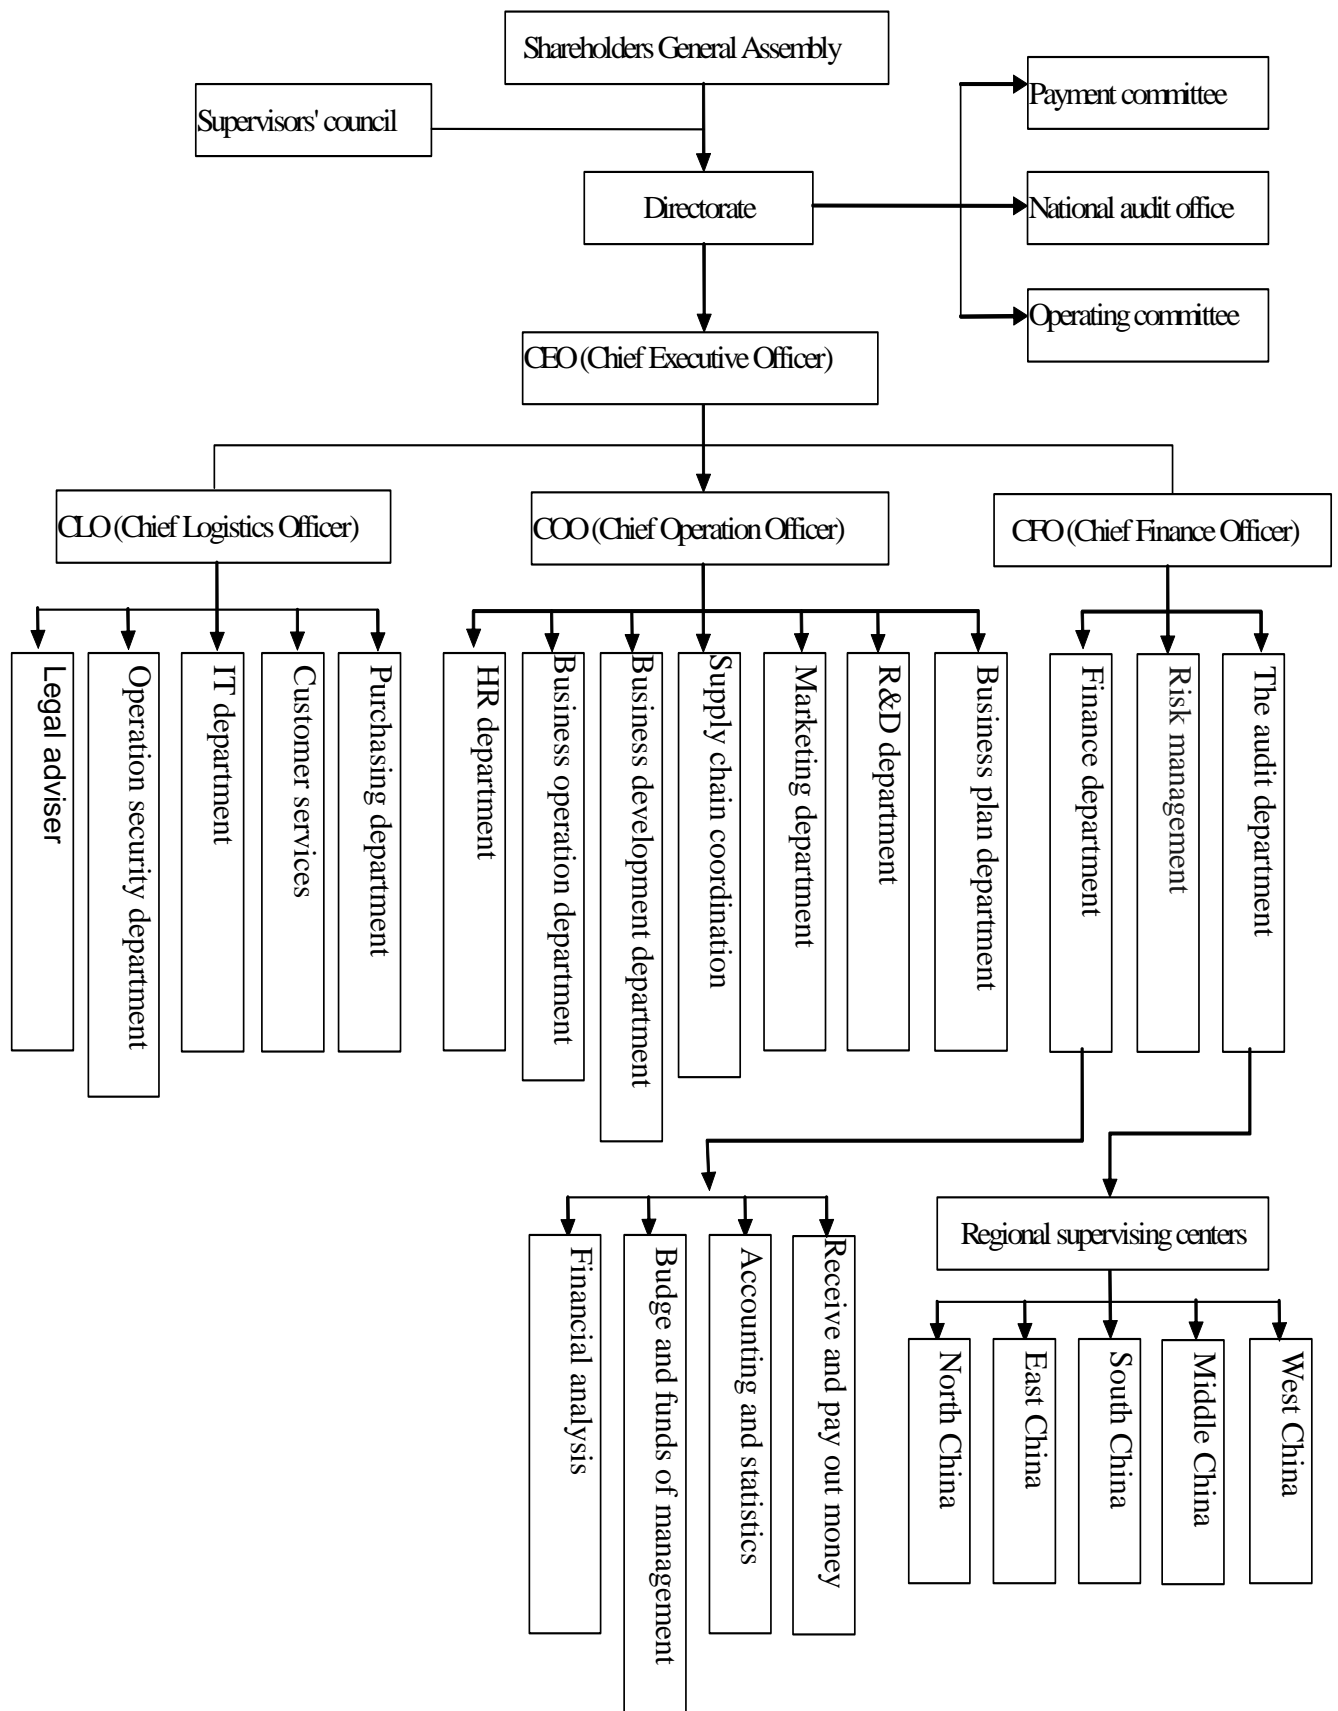 Shareholders General Assembly
Supervisors' council
Payment committee
Directorate
National audit office
Operating committee
CEO (Chief Executive Officer)
CLO (Chief Logistics Officer)
COO (Chief Operation Officer)
CFO (Chief Finance Officer)
Legal adviser
Operation security department
IT department
Customer services
Purchasing department
HR department
Business operation department
Business development department
Supply chain coordination
Marketing department
R&D department
Business plan department
Finance department
Risk management
The audit department
Financial analysis
Budge and funds of management
Accounting and statistics
Receive and pay out money
Regional supervising centers
North China
East China
South China
Middle China
West China